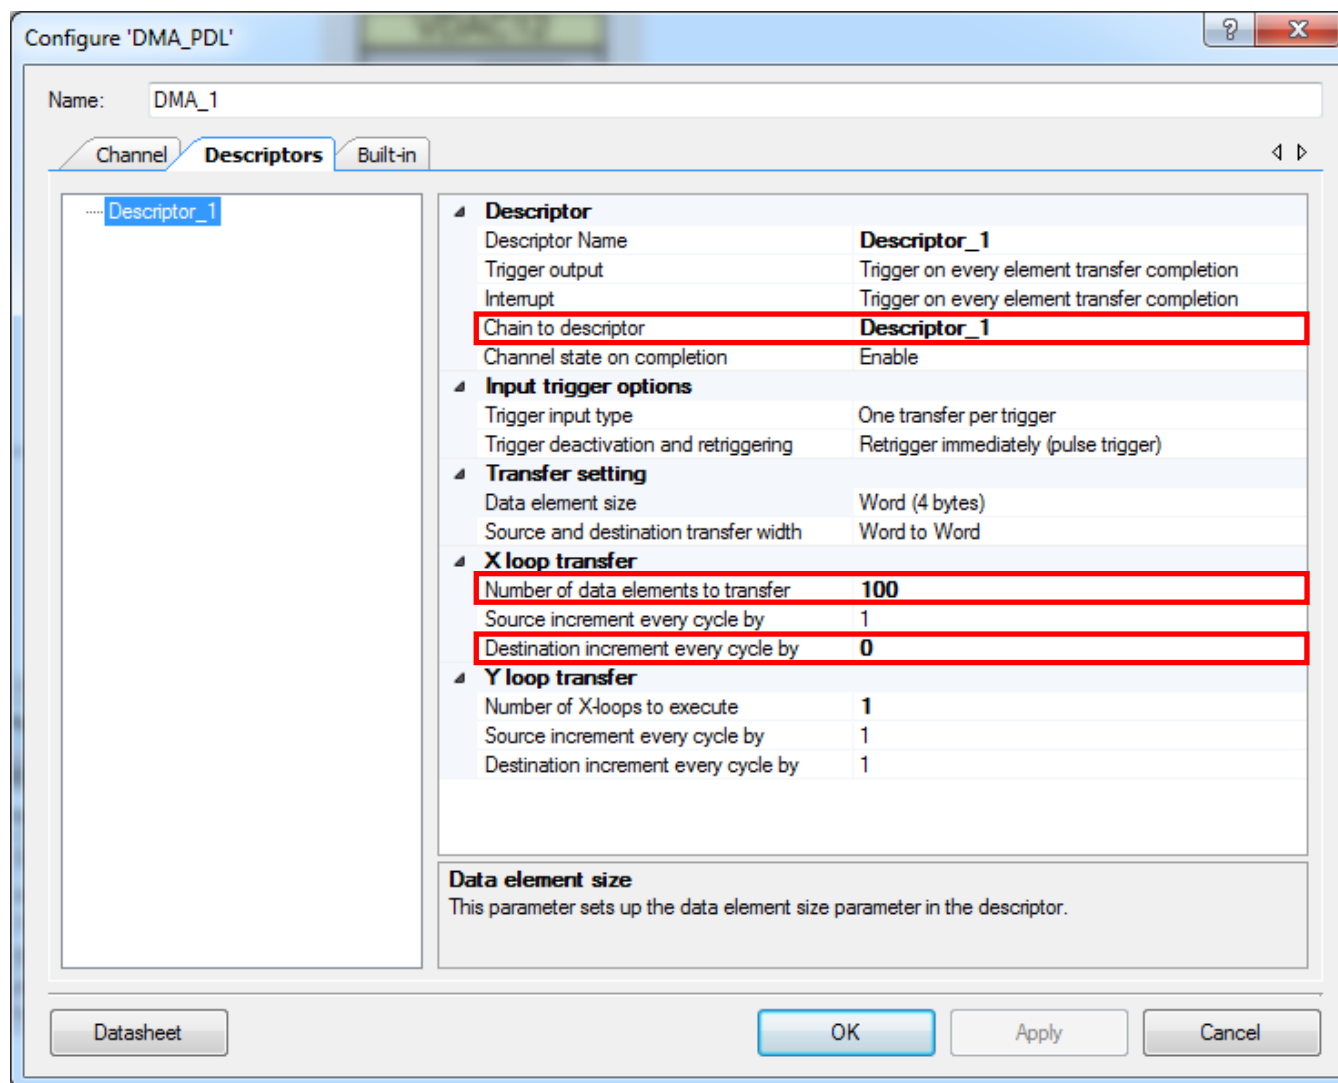 VDAC12
Configure 'DMA_PDL'
Name: DMA_1
Channel Descriptors Built-in
Descriptor_1
Descriptor
Descriptor Name Descriptor_1
Trigger output Trigger on every element transfer completion
Interrupt Trigger on every element transfer completion
Chain to descriptor Descriptor_1
Channel state on completion Enable
Input trigger options
Trigger input type One transfer per trigger
Trigger deactivation and retriggering Retrigger immediately (pulse trigger)
Transfer setting
Data element size Word (4 bytes)
Source and destination transfer width Word to Word
X loop transfer
Number of data elements to transfer 100
Source increment every cycle by 1
Destination increment every cycle by 0
Y loop transfer
Number of X-loops to execute 1
Source increment every cycle by 1
Destination increment every cycle by 1
Data element size
This parameter sets up the data element size parameter in the descriptor.
Datasheet OK Apply Cancel